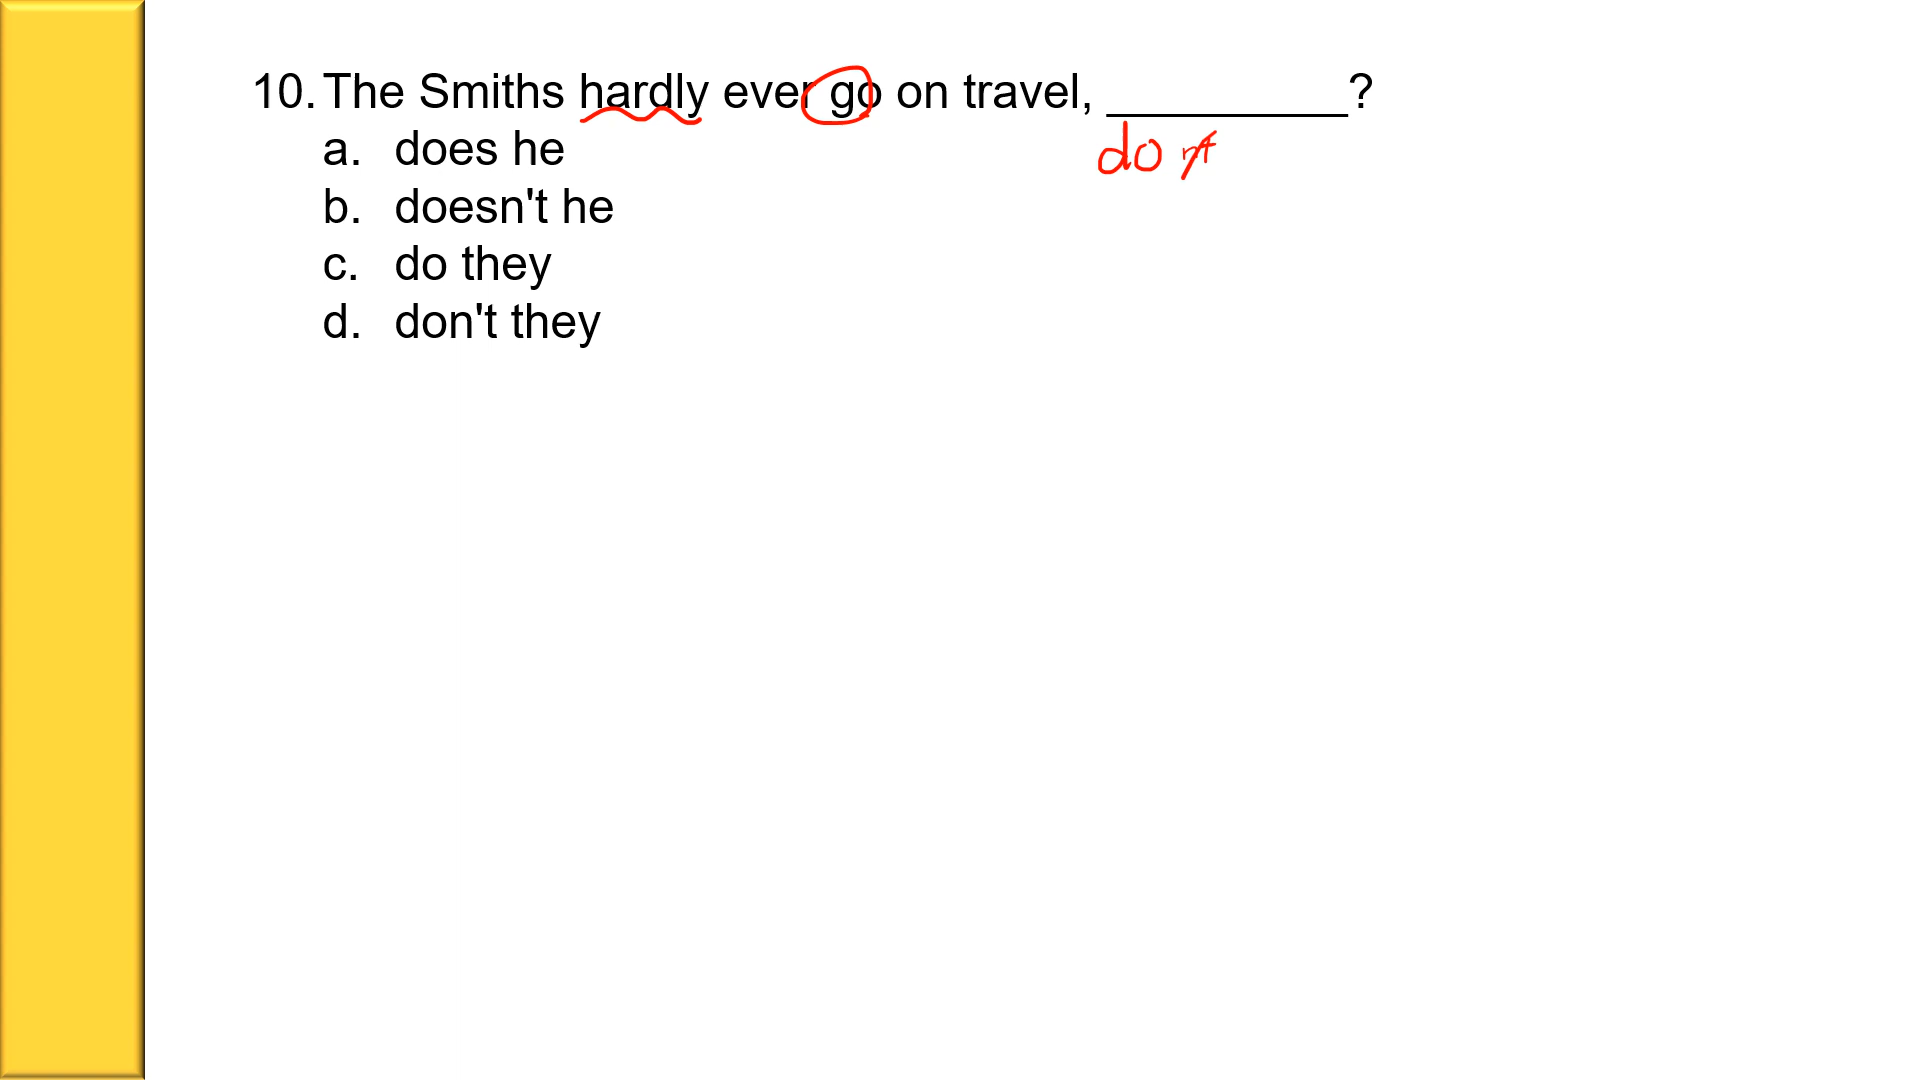 10. The Smiths hardly ever go on travel, __________?
do n't
a. does he
b. doesn't he
c. do they
d. don't they